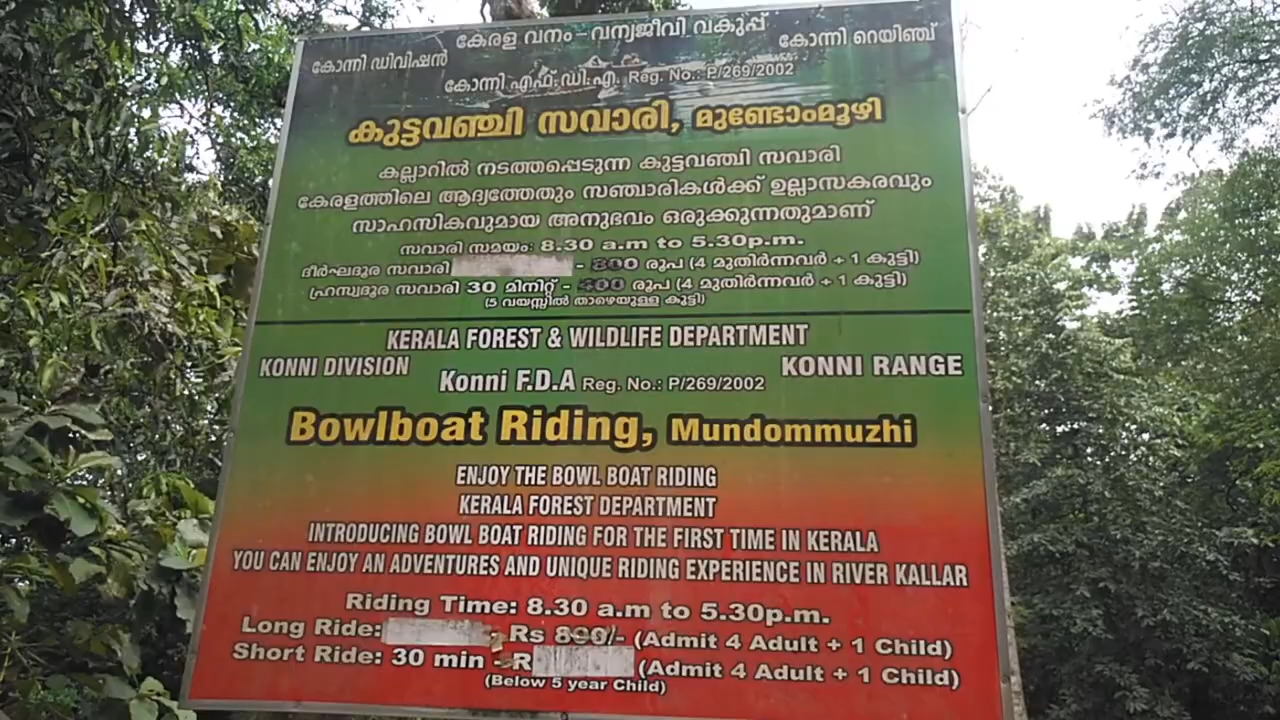 കേരള വനം - വന്യജീവി വകുപ്പ്
കോന്നി ഡിവിഷൻ കോന്നി റെയിഞ്ച്
കോന്നി എഫ്.ഡി.എ. Reg. No.: P/269/2002
കുട്ടവഞ്ചി സവാരി, മുണ്ടോംമൂഴി
കല്ലാറിൽ നടത്തപ്പെടുന്ന കുട്ടവഞ്ചി സവാരി
കേരളത്തിലെ ആദ്യത്തേതും സഞ്ചാരികൾക്ക് ഉല്ലാസകരവും
സാഹസികവുമായ അനുഭവം ഒരുക്കുന്നതുമാണ്
സവാരി സമയം: 8.30 a.m to 5.30p.m.
ദീർഘദൂര സവാരി - രൂപ (4 മുതിർന്നവർ + 1 കുട്ടി)
ഹ്രസ്വദൂര സവാരി 30 മിനിറ്റ് - രൂപ (4 മുതിർന്നവർ + 1 കുട്ടി)
(5 വയസ്സിൽ താഴെയുള്ള കുട്ടി)
KERALA FOREST & WILDLIFE DEPARTMENT
KONNI DIVISION KONNI RANGE
Konni F.D.A Reg. No.: P/269/2002
Bowlboat Riding, Mundommuzhi
ENJOY THE BOWL BOAT RIDING
KERALA FOREST DEPARTMENT
INTRODUCING BOWL BOAT RIDING FOR THE FIRST TIME IN KERALA
YOU CAN ENJOY AN ADVENTURES AND UNIQUE RIDING EXPERIENCE IN RIVER KALLAR
Riding Time: 8.30 a.m to 5.30p.m.
Long Ride: Rs (Admit 4 Adult + 1 Child)
Short Ride: 30 min - R (Admit 4 Adult + 1 Child)
(Below 5 year Child)